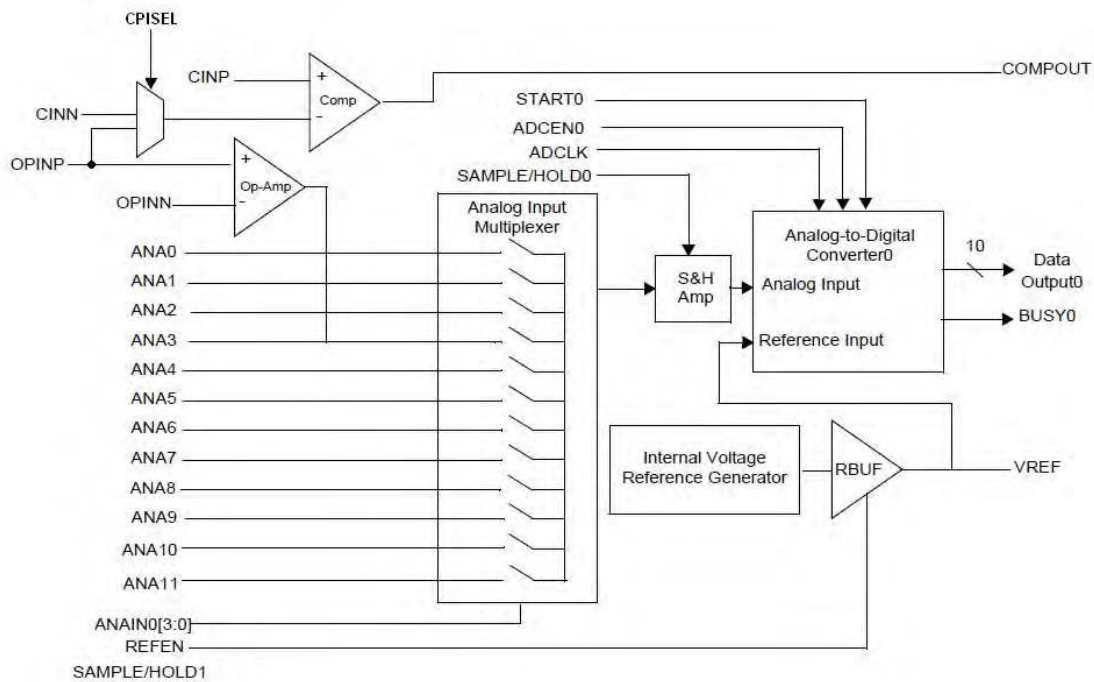 CPISEL
CINP
+
Comp
-
COMPOUT
CINN
START0
ADCEN0
OPINP
+
Op-Amp
-
ADCLK
SAMPLE/HOLD0
OPINN
Analog Input
Multiplexer
Analog-to-Digital
Converter0
10
Data
Output0
ANA0
ANA1
S&H
Amp
Analog Input
ANA2
BUSY0
ANA3
Reference Input
ANA4
ANA5
ANA6
ANA7
Internal Voltage
Reference Generator
RBUF
VREF
ANA8
ANA9
ANA10
ANA11
ANAIN0[3:0]
REFEN
SAMPLE/HOLD1